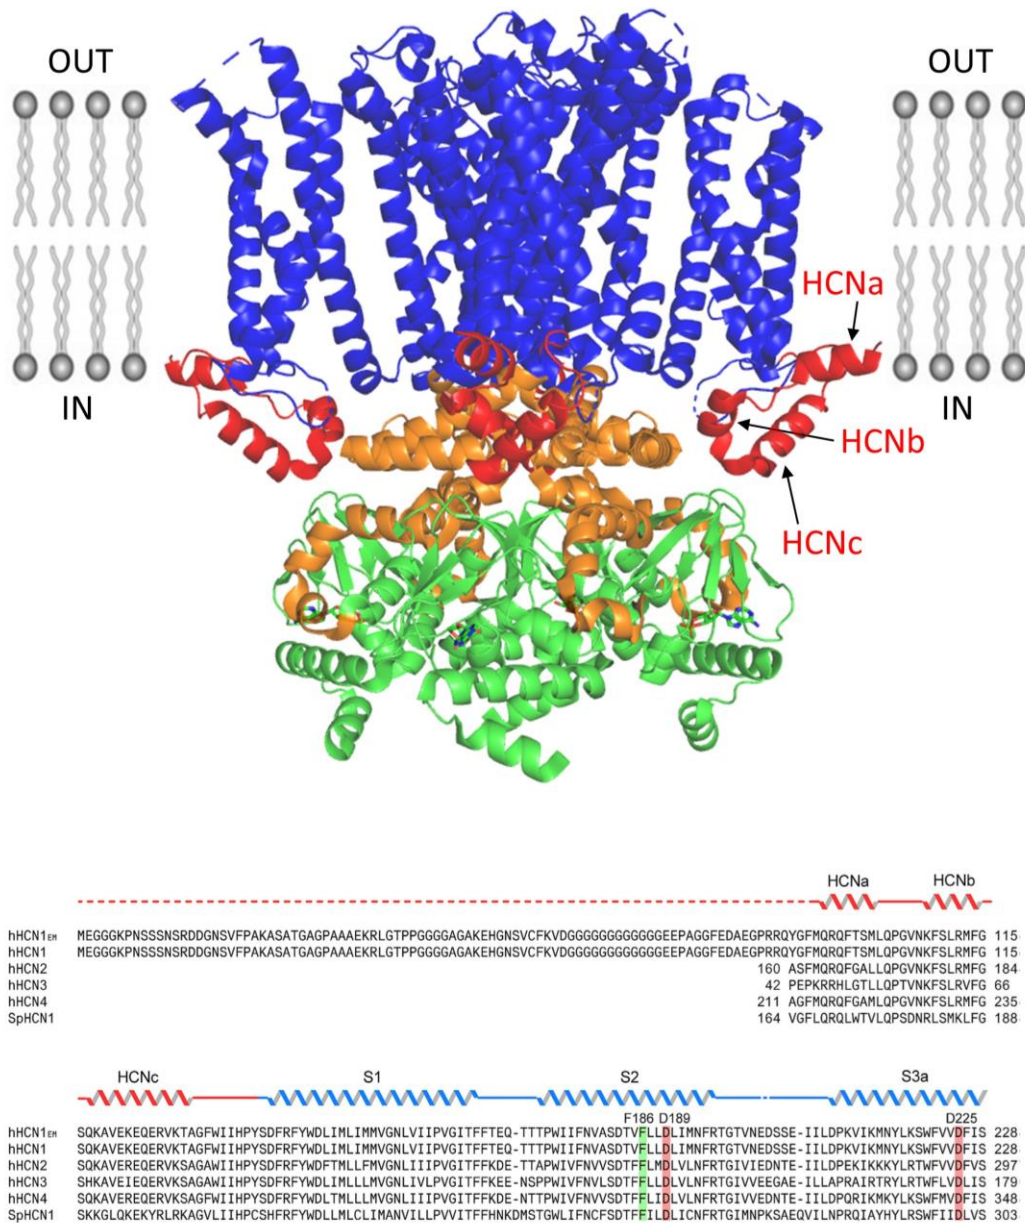 OUT
OUT
HCNa
IN
IN
HCNb
HCNc
HCNa HCNb
hHCN1EM MEGGGKPNSSSNSRDDGNSVFPAKASATGAGPAAAEKRLGTPPGGGGAGAKEHGNSVCFKVDGGGGGGGGGGGGGEEPAGGFEDAEGPRRQYGFMQRQFTSMLQPGVNKFSLRMFG 115
hHCN1 MEGGGKPNSSSNSRDDGNSVFPAKASATGAGPAAAEKRLGTPPGGGGAGAKEHGNSVCFKVDGGGGGGGGGGGGGEEPAGGFEDAEGPRRQYGFMQRQFTSMLQPGVNKFSLRMFG 115
hHCN2 160 ASFMQRQFGALLQPGVNKFSLRMFG 184
hHCN3 42 PEPKRRHLGTLLQPTVNKFSLRVFG 66
hHCN4 211 AGFMQRQFGAMLQPGVNKFSLRMFG 235
SpHCN1 164 VGFLQRQLWTVLQPSDNRLSMKLFG 188
HCNc S1 S2 S3a
F186 D189 D225
hHCN1EM SQKAVEKEQERVKTAGFWIIHPYSDFRFYWDLIMLIMMVGNLVIIPVGITFFTEQ-TTTPWIIFNVASDTVFLLDLIMNFRTGTVNEDSSE-IILDPKVIKMNYLKSWFVVDFIS 228
hHCN1 SQKAVEKEQERVKTAGFWIIHPYSDFRFYWDLIMLIMMVGNLVIIPVGITFFTEQ-TTTPWIIFNVASDTVFLLDLIMNFRTGTVNEDSSE-IILDPKVIKMNYLKSWFVVDFIS 228
hHCN2 SQKAVEREQERVKSAGAWIIHPYSDFRFYWDFTMLLFMVGNLIIIPVGITFFKDE-TTAPWIVFNVVSDTFFLMDLVLNFRTGIVIEDNTE-IILDPEKIKKKYLRTWFVVDFVS 297
hHCN3 SHKAVEIEQERVKSAGAWIIHPYSDFRFYWDLIMLLLMVGNLIVLPVGITFFKEE-NSPPWIVFNVLSDTFFLLDLVLNFRTGIVVEEGAE-ILLAPRAIRTRYLRTWFLVDLIS 179
hHCN4 SQKAVEREQERVKSAGFWIIHPYSDFRFYWDLTMLLLMVGNLIIIPVGITFFKDE-NTTPWIVFNVVSDTFFLIDLVLNFRTGIVVEDNTE-IILDPQRIKMKYLKSWFMVDFIS 348
SpHCN1 SKKGLQKEKYRLRKAGVLIIHPCSHFRFYWDLLMLCLIMANVILLPVVITFFHNKDMSTGWLIFNCFSDTFFILDLICNFRTGIMNPKSAEQVILNPRQIAYHYLRSWFIIDLVS 303